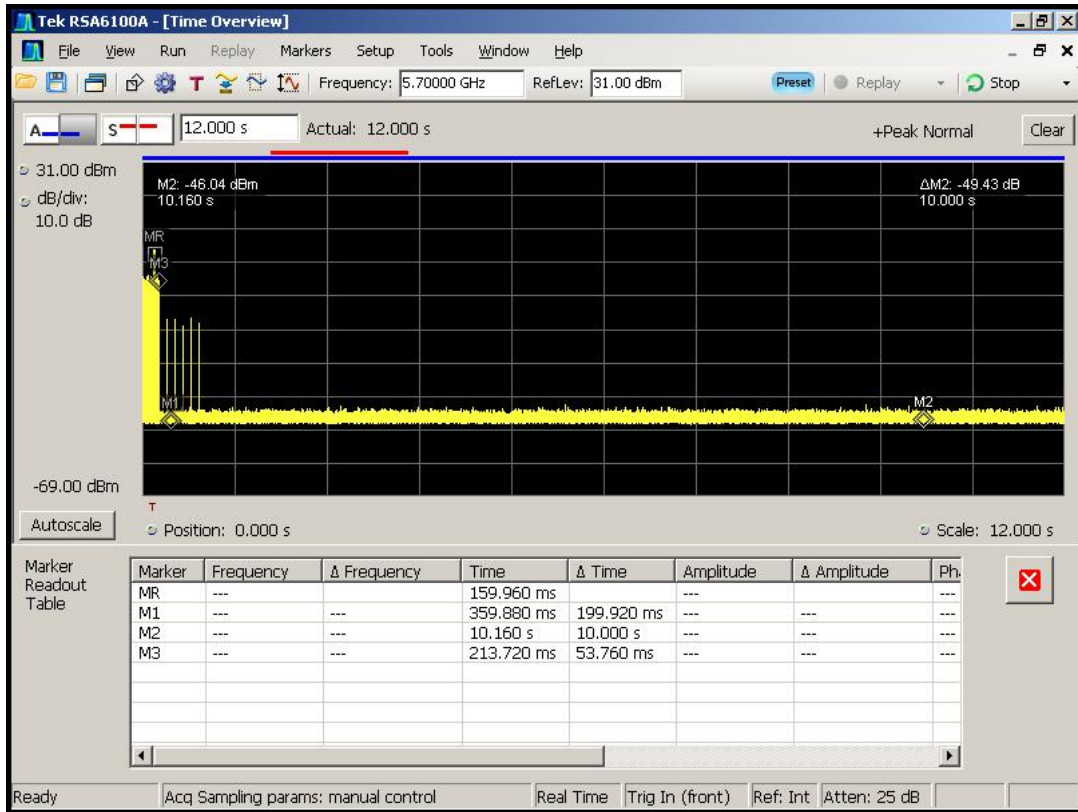 Tek RSA6100A - [Time Overview]
File View Run Replay Markers Setup Tools Window Help
T Frequency: 5.70000 GHz RefLev: 31.00 dBm Preset Replay Stop
A S 12.000 s Actual: 12.000 s +Peak Normal Clear
31.00 dBm
dB/div:
10.0 dB
M2: -46.04 dBm
10.160 s
ΔM2: -49.43 dB
10.000 s
MR
M3
M1
M2
-69.00 dBm
T
Autoscale Position: 0.000 s Scale: 12.000 s
Marker
Readout
Table
Marker Frequency Δ Frequency Time Δ Time Amplitude Δ Amplitude
MR --- 159.960 ms --- ---
M1 --- --- 359.880 ms 199.920 ms --- --- ---
M2 --- --- 10.160 s 10.000 s --- --- ---
M3 --- --- 213.720 ms 53.760 ms --- --- ---
Ready Acq Sampling params: manual control Real Time Trig In (front) Ref: Int Atten: 25 dB